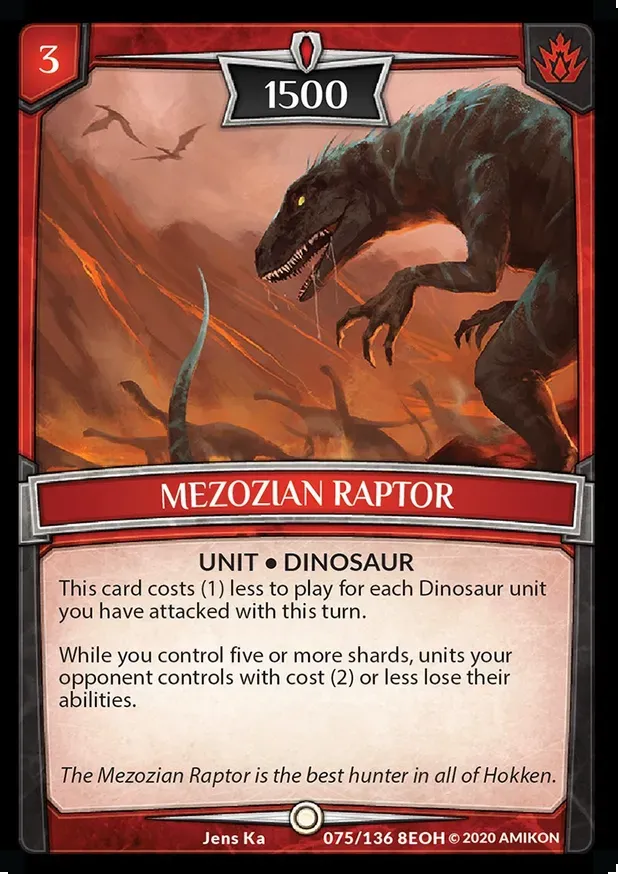 3
1500
MEZOZIAN RAPTOR
UNIT • DINOSAUR
This card costs (1) less to play for each Dinosaur unit
you have attacked with this turn.
While you control five or more shards, units your
opponent controls with cost (2) or less lose their
abilities.
The Mezozian Raptor is the best hunter in all of Hokken.
Jens Ka 075/136 8EOH © 2020 AMIKON